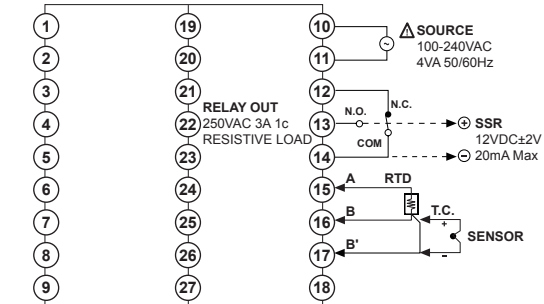 1 19 10
SOURCE
100-240VAC
2 20 11
4VA 50/60Hz
3 21 12
N.C.
RELAY OUT
N.O.
4 22 250VAC 3A 1c 13 SSR
RESISTIVE LOAD
COM
12VDC±2V
5 23 14 20mA Max
A RTD
6 24 15
B T.C.
7 25 16
+
SENSOR
B'
8 26 17
-
9 27 18